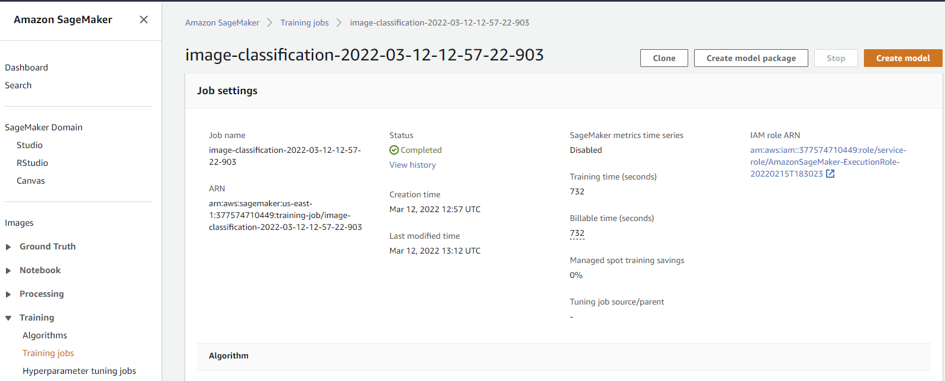 Amazon SageMaker
Dashboard
Search
SageMaker Domain
Studio
RStudio
Canvas
Images
Ground Truth
Notebook
Processing
Training
Algorithms
Training jobs
Hyperparameter tuning jobs
Amazon SageMaker > Training jobs > image-classification-2022-03-12-12-57-22-903
image-classification-2022-03-12-12-57-22-903
Clone
Create model package
Stop
Create model
Job settings
Job name
image-classification-2022-03-12-12-57-
22-903
ARN
arn:aws:sagemaker:us-east-
1:377574710449:training-job/image-
classification-2022-03-12-12-57-22-903
Status
Completed
View history
Creation time
Mar 12, 2022 12:57 UTC
Last modified time
Mar 12, 2022 13:12 UTC
SageMaker metrics time series
Disabled
Training time (seconds)
732
Billable time (seconds)
732
Managed spot training savings
0%
Tuning job source/parent
-
IAM role ARN
arn:aws:iam::377574710449:role/service-
role/AmazonSageMaker-ExecutionRole-
20220215T183023
Algorithm